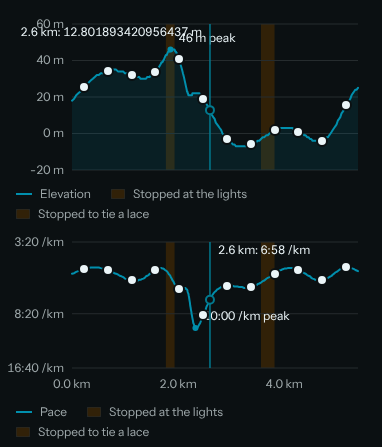 60 m
2.6 km: 12.801893420956437 m
46 m peak
40 m
20 m
0 m
-20 m
Elevation
Stopped at the lights
Stopped to tie a lace
3:20 /km
2.6 km: 6:58 /km
8:20 /km
0:00 /km peak
16:40 /km
0.0 km
2.0 km
4.0 km
Pace
Stopped at the lights
Stopped to tie a lace